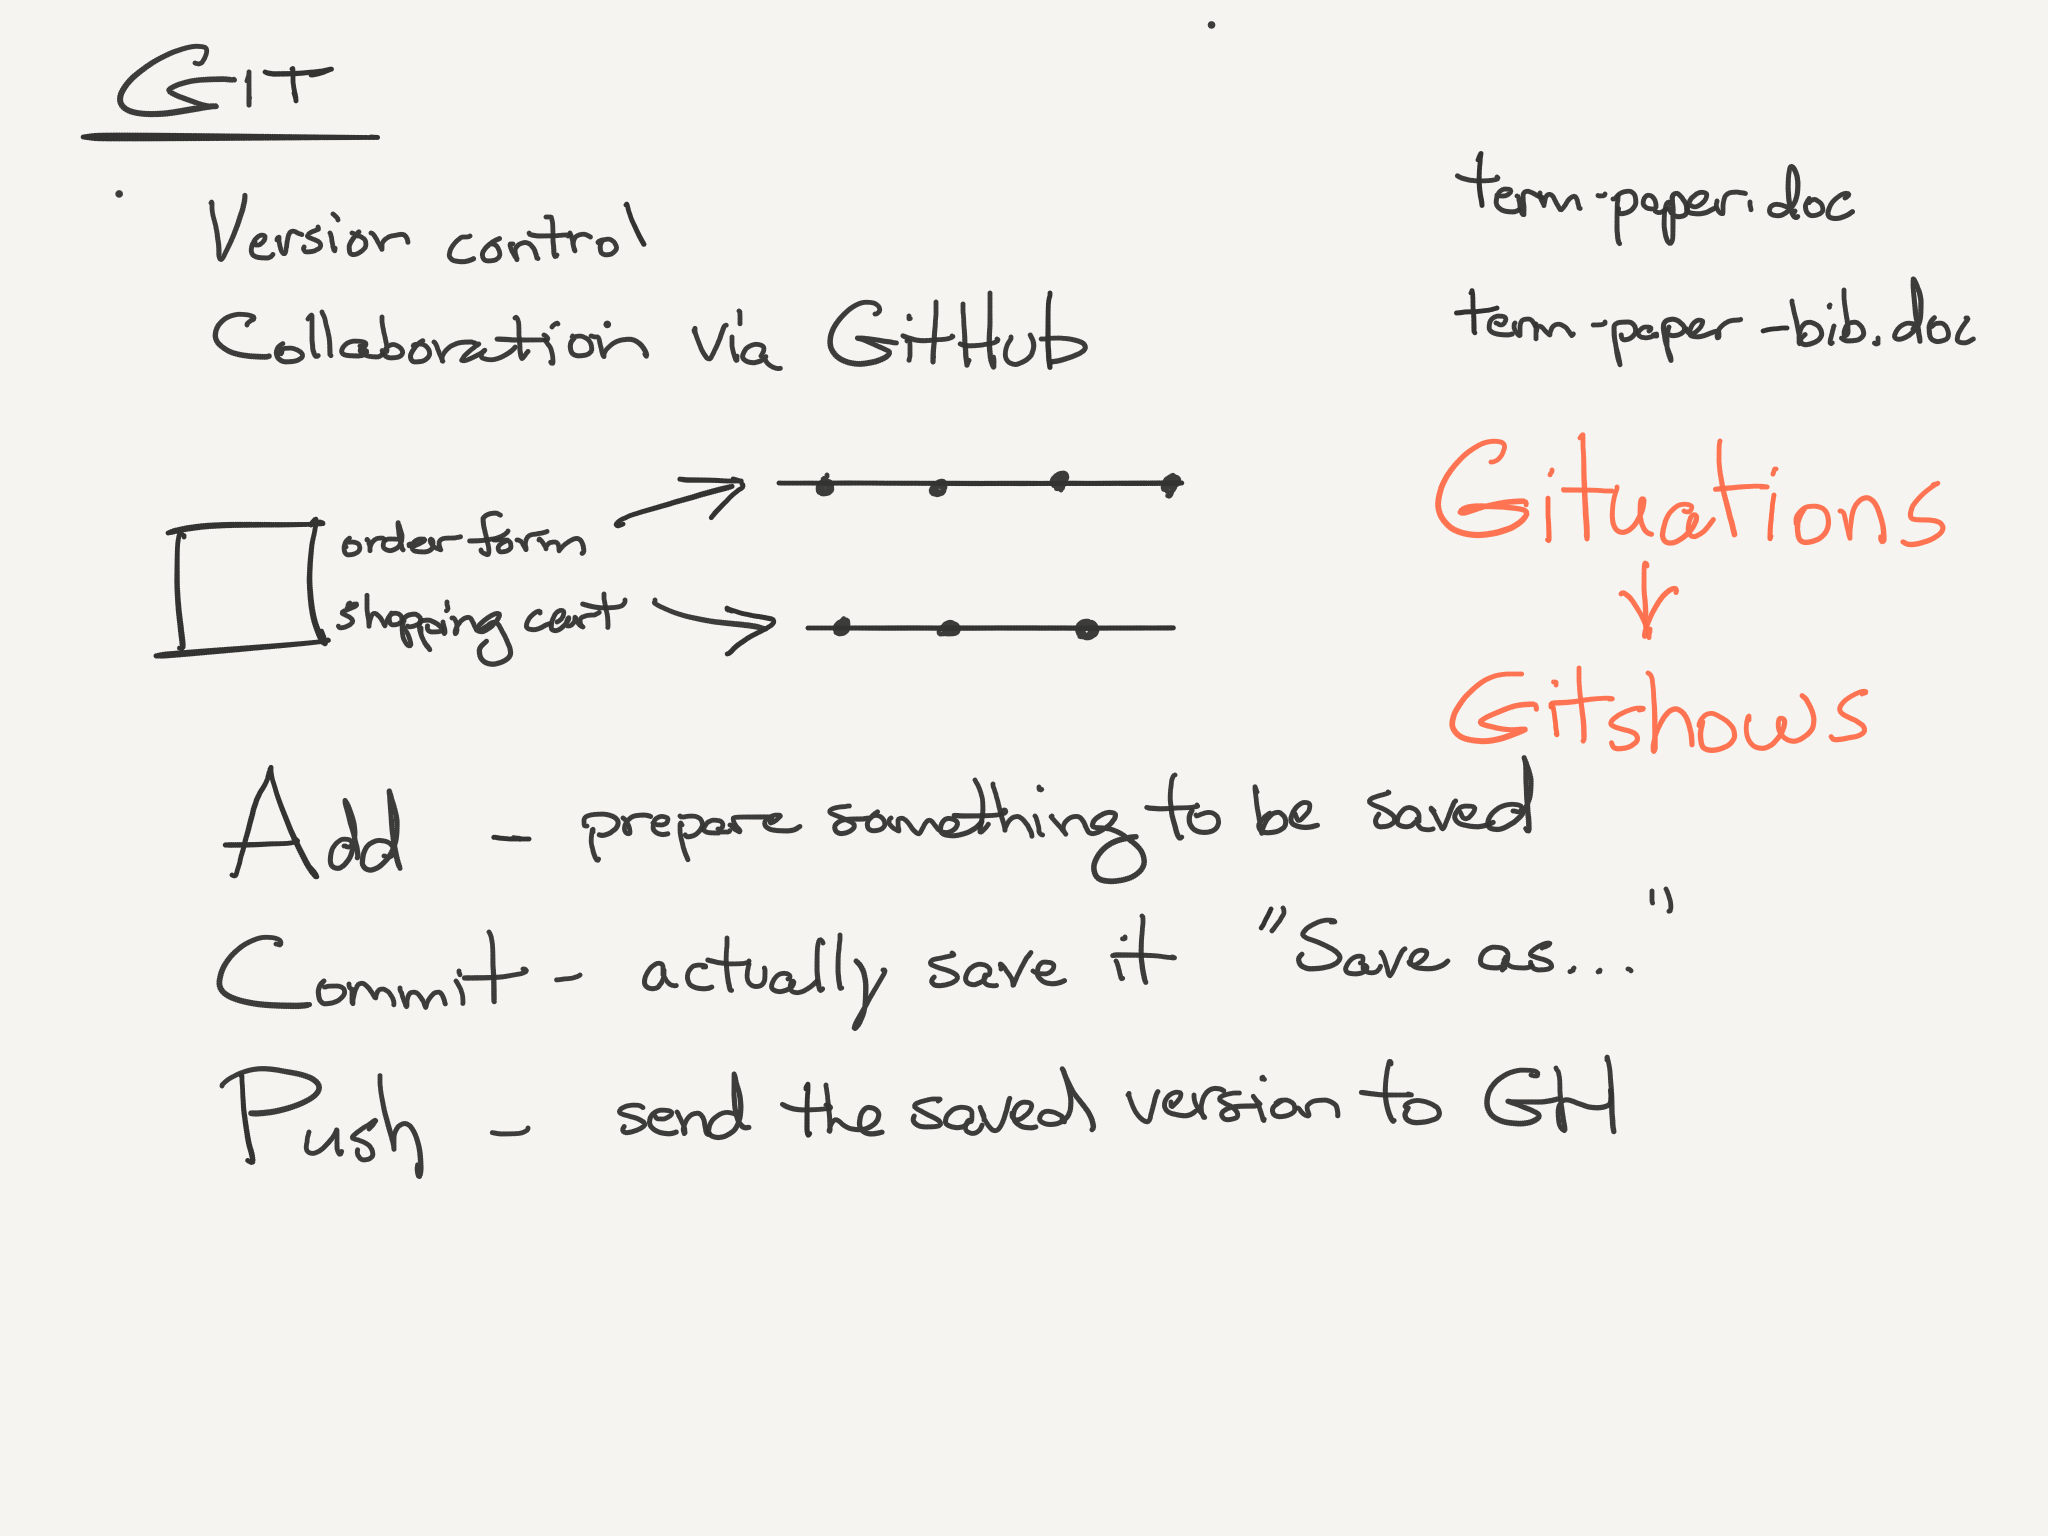 GIT
Version control
Collaboration via GitHub
term-paper.doc
term-paper-bib.doc
order form
shopping cart
Gituations
Gitshows
Add - prepare something to be saved
Commit - actually save it "Save as..."
Push - send the saved version to GH